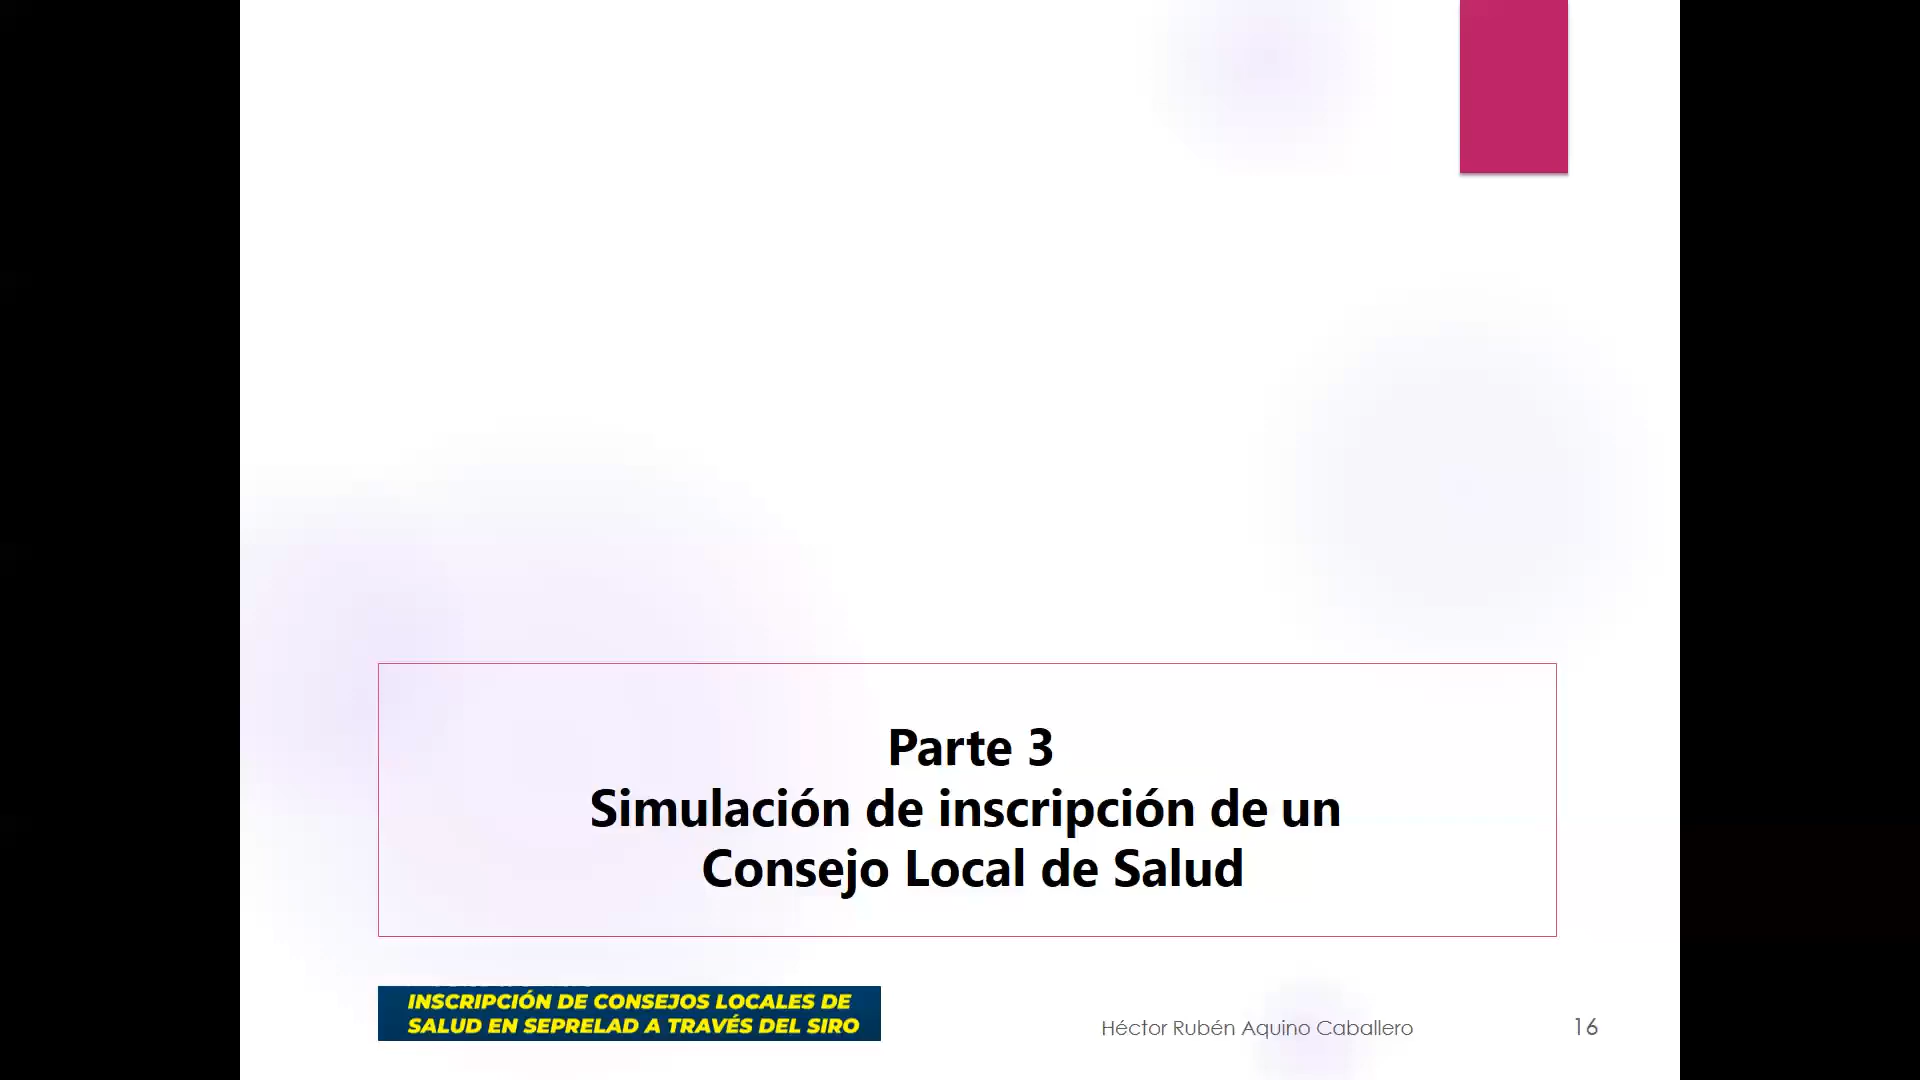 Parte 3
Simulación de inscripción de un
Consejo Local de Salud
INSCRIPCIÓN DE CONSEJOS LOCALES DE
SALUD EN SEPRELAD A TRAVÉS DEL SIRO
Héctor Rubén Aquino Caballero
16